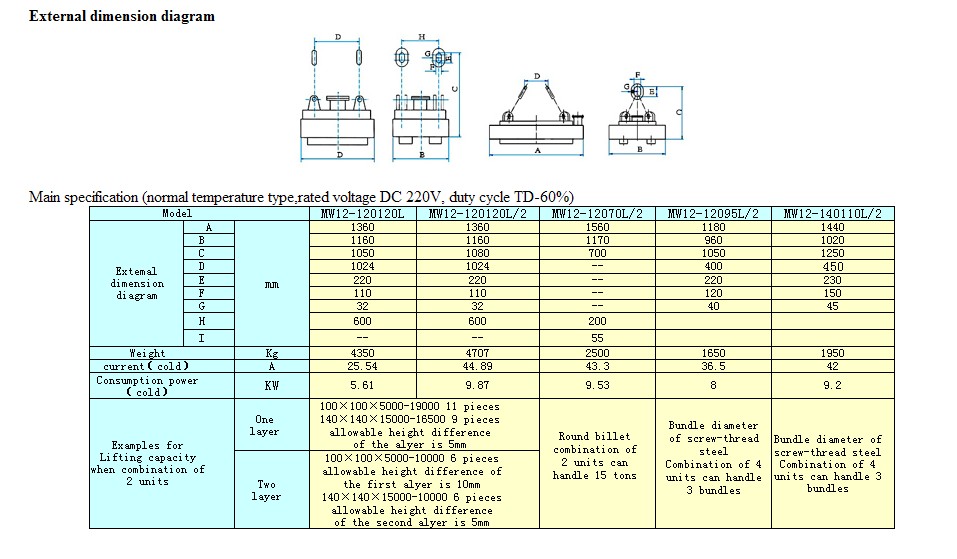 External dimension diagram
D H G E F C D F G E C
D B A B
Main specification (normal temperature type,rated voltage DC 220V, duty cycle TD-60%)
Model MW12-120120L MW12-120120L/2 MW12-12070L/2 MW12-12095L/2 MW12-140110L/2
Extemal
dimension
diagram
mm
A 1360 1360 1560 1180 1440
B 1160 1160 1170 960 1020
C 1050 1080 700 1050 1250
D 1024 1024 -- 400 450
E 220 220 -- 220 230
F 110 110 -- 120 150
G 32 32 -- 40 45
H 600 600 200
I -- -- 55
Weight Kg 4350 4707 2500 1650 1950
current( cold) A 25.54 44.89 43.3 36.5 42
Consumption power
( cold)
KW 5.61 9.87 9.53 8 9.2
Examples for
Lifting capacity
when combination of
2 units
One
layer
100×100×5000-19000 11 pieces
140×140×15000-16500 9 pieces
allowable height difference
of the alyer is 5mm
Two
layer
100×100×5000-10000 6 pieces
allowable height difference of
the first alyer is 10mm
140×140×15000-10000 6 pieces
allowable height difference
of the second alyer is 5mm
Round billet
combination of
2 units can
handle 15 tons
Bundle diameter
of screw-thread
steel
Combination of 4
units can handle
3 bundles
Bundle diameter of
screw-thread steel
Combination of 4
units can handle 3
bundles